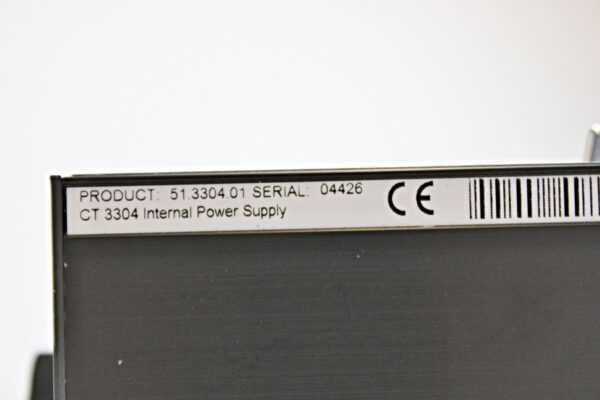 PRODUCT: 51.3304.01 SERIAL: 04426
CT 3304 Internal Power Supply
CE